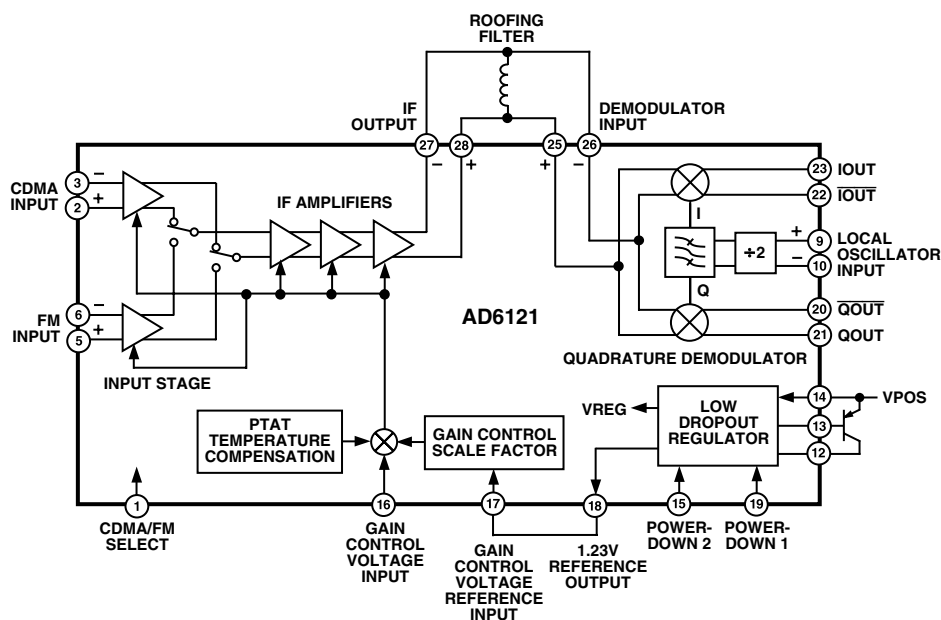 ROOFING
FILTER
IF
OUTPUT
DEMODULATOR
INPUT
27
28
25
26
−
+
+
−
CDMA
INPUT
3
−
2
+
IF AMPLIFIERS
I
23
IOUT
22
IOUT
÷2
+
9
LOCAL
OSCILLATOR
INPUT
−
10
Q
FM
INPUT
6
−
5
+
AD6121
20
QOUT
21
QOUT
QUADRATURE DEMODULATOR
INPUT STAGE
PTAT
TEMPERATURE
COMPENSATION
GAIN CONTROL
SCALE FACTOR
VREG
LOW
DROPOUT
REGULATOR
14
VPOS
13
12
1
16
17
18
15
19
CDMA/FM
SELECT
GAIN
CONTROL
VOLTAGE
INPUT
GAIN
CONTROL
VOLTAGE
REFERENCE
INPUT
1.23V
REFERENCE
OUTPUT
POWER-
DOWN 2
POWER-
DOWN 1